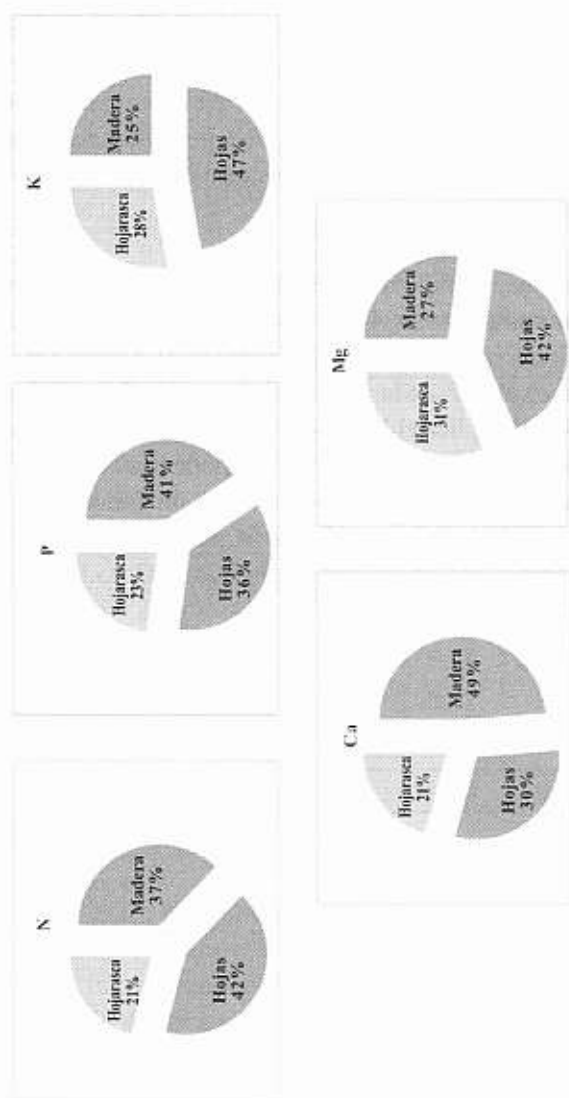 N
Hojarasca
21%
Madera
37%
Hojas
42%
P
Hojarasca
23%
Madera
41%
Hojas
36%
K
Hojarasca
28%
Madera
25%
Hojas
47%
Ca
Hojarasca
21%
Madera
49%
Hojas
30%
Mg
Hojarasca
31%
Madera
27%
Hojas
42%